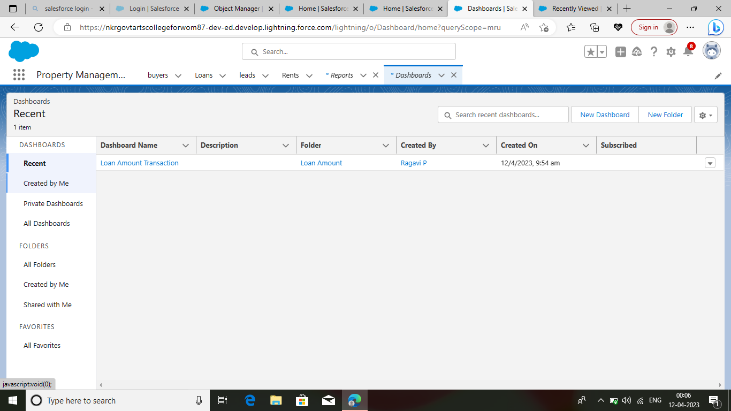 salesforce login -
Login | Salesforce
Object Manager |
Home | Salesforce
Home | Salesforce
Dashboards | Sal
Recently Viewed
https://nkrgovtartscollegeforwom87-dev-ed.develop.lightning.force.com/lightning/o/Dashboard/home?queryScope=mru
Sign in
Search...
8
Property Managem...
buyers
Loans
leads
Rents
* Reports
* Dashboards
Dashboards
Recent
1 item
Search recent dashboards...
New Dashboard
New Folder
DASHBOARDS
Dashboard Name
Description
Folder
Created By
Created On
Subscribed
Recent
Loan Amount Transaction
Loan Amount
Ragavi P
12/4/2023, 9:54 am
Created by Me
Private Dashboards
All Dashboards
FOLDERS
All Folders
Created by Me
Shared with Me
FAVORITES
All Favorites
javascript:void(0);
Type here to search
ENG
00:06
12-04-2023
1